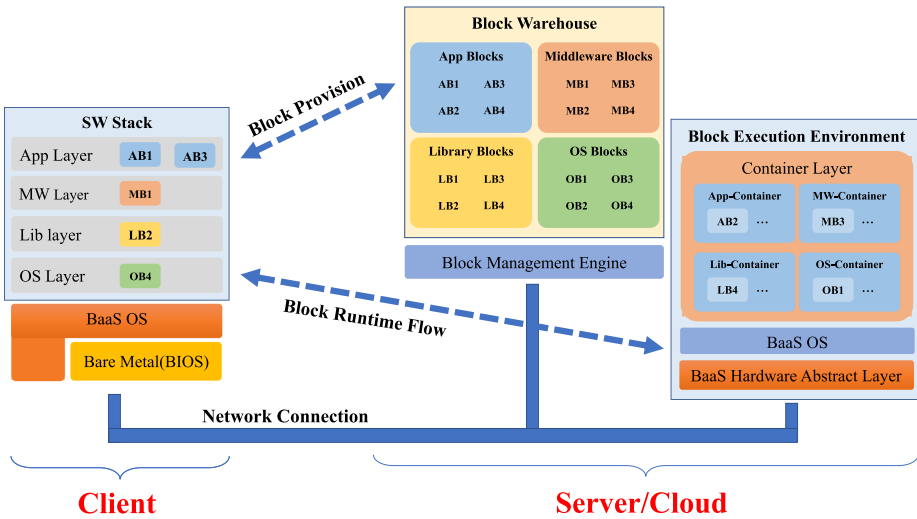 Block Warehouse
App Blocks
AB1 AB3
AB2 AB4
Middleware Blocks
MB1 MB3
MB2 MB4
Library Blocks
LB1 LB3
LB2 LB4
OS Blocks
OB1 OB3
OB2 OB4
Block Management Engine
Block Provision
SW Stack
App Layer AB1 AB3
MW Layer MB1
Lib layer LB2
OS Layer OB4
BaaS OS
Bare Metal(BIOS)
Block Runtime Flow
Block Execution Environment
Container Layer
App-Container
AB2 ...
MW-Container
MB3 ...
Lib-Container
LB4 ...
OS-Container
OB1 ...
BaaS OS
BaaS Hardware Abstract Layer
Network Connection
Client
Server/Cloud